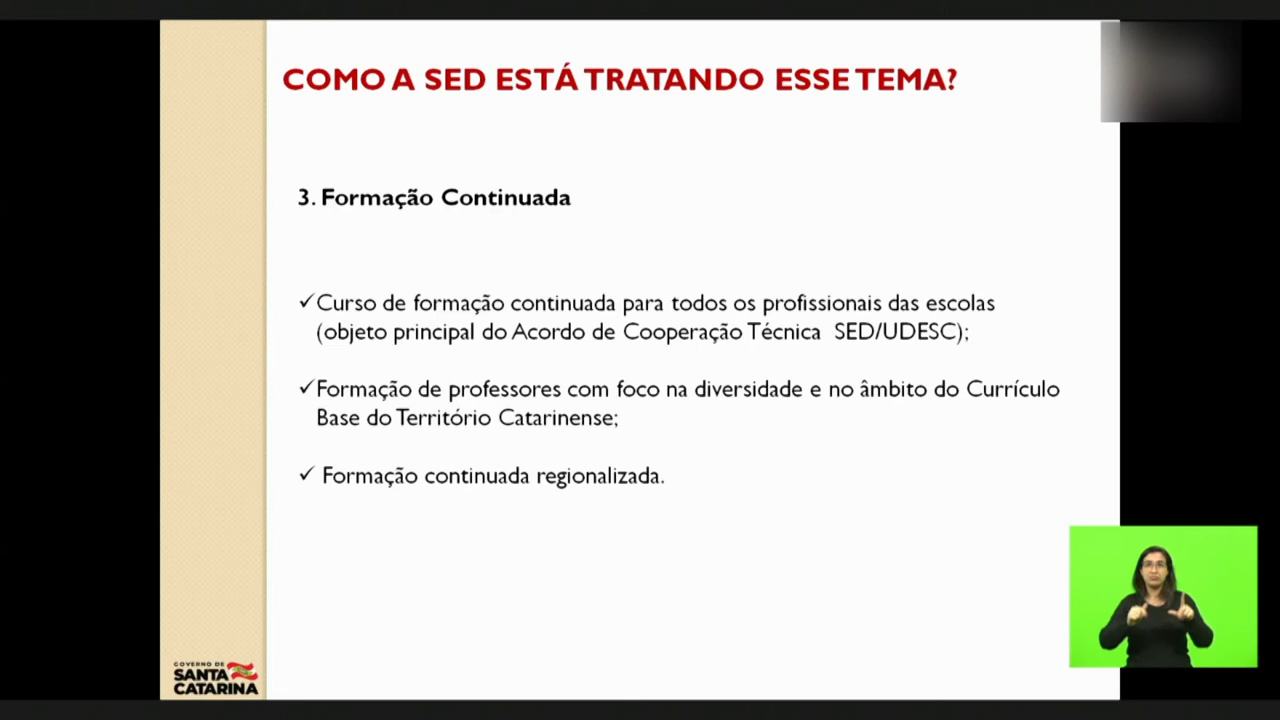 COMO A SED ESTÁ TRATANDO ESSE TEMA?
3. Formação Continuada
✓Curso de formação continuada para todos os profissionais das escolas
(objeto principal do Acordo de Cooperação Técnica SED/UDESC);
✓Formação de professores com foco na diversidade e no âmbito do Currículo
Base do Território Catarinense;
✓ Formação continuada regionalizada.
GOVERNO DE
SANTA
CATARINA